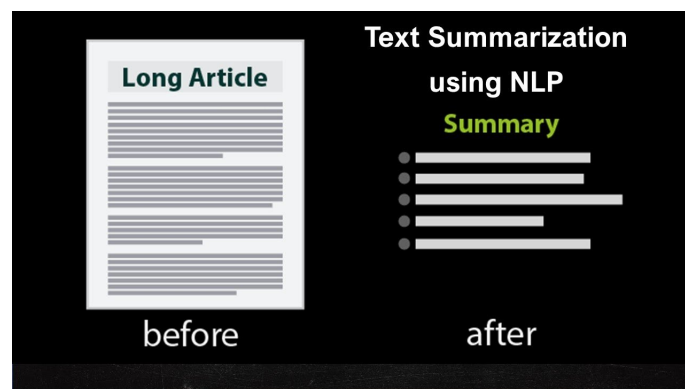 Long Article
before
Text Summarization
using NLP
Summary
after